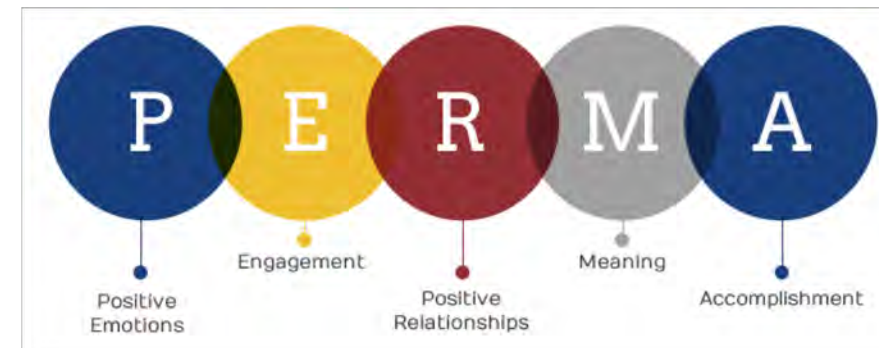 P E R M A
Engagement
Meaning
Positive
Emotions
Positive
Relationships
Accomplishment